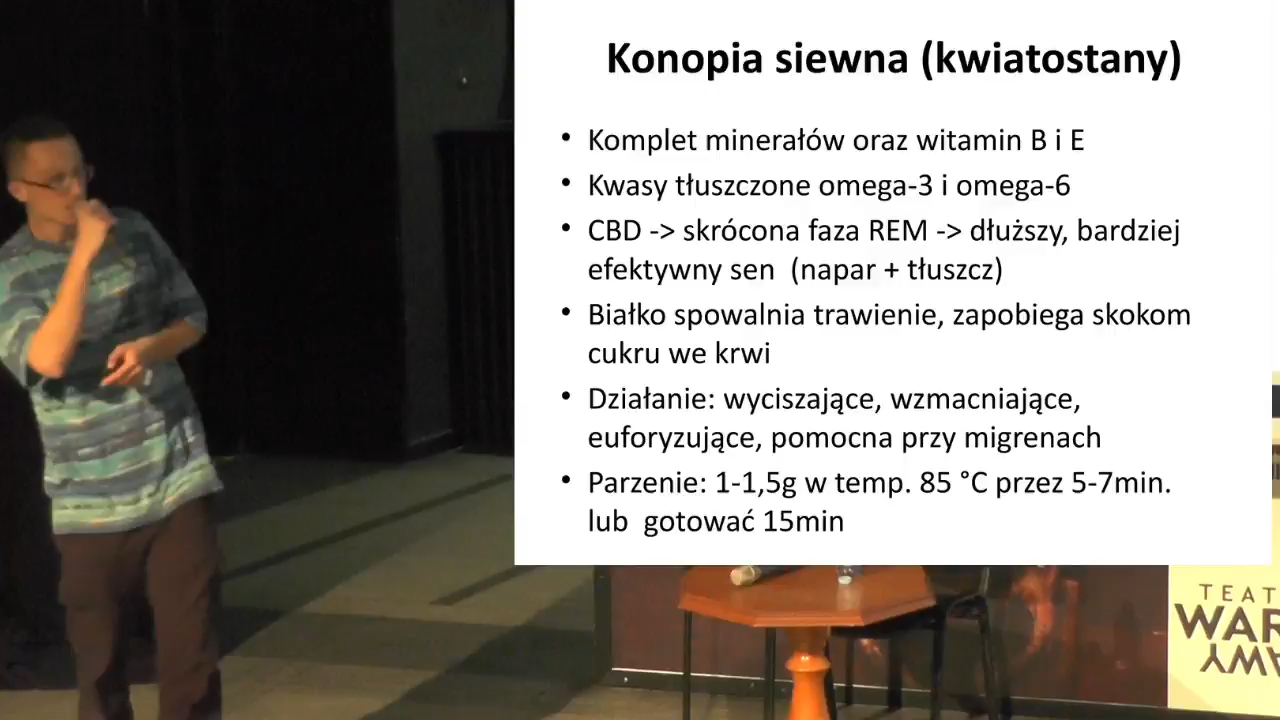 Konopia siewna (kwiatostany)
• Komplet minerałów oraz witamin B i E
• Kwasy tłuszczone omega-3 i omega-6
• CBD -> skrócona faza REM -> dłuższy, bardziej
efektywny sen (napar + tłuszcz)
• Białko spowalnia trawienie, zapobiega skokom
cukru we krwi
• Działanie: wyciszające, wzmacniające,
euforyzujące, pomocna przy migrenach
• Parzenie: 1-1,5g w temp. 85 °C przez 5-7min.
lub gotować 15min
TEAT
WAR